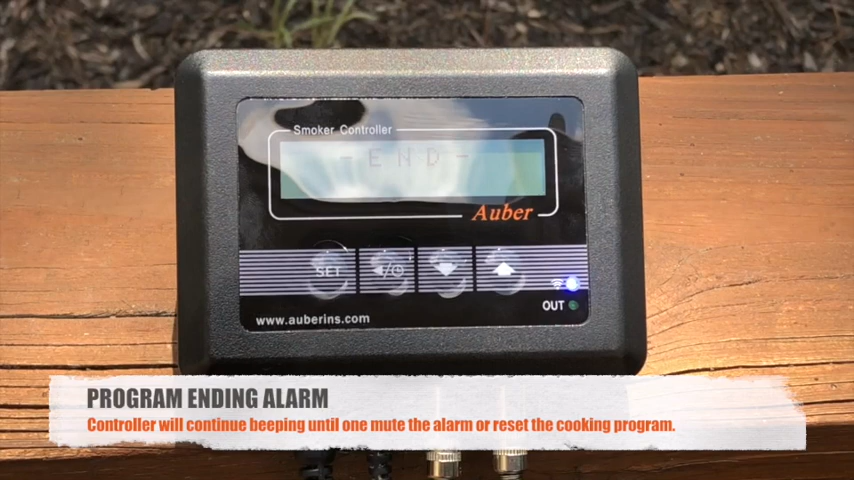 Smoker Controller
- E N D -
Auber
SET
www.auberins.com
OUT
PROGRAM ENDING ALARM
Controller will continue beeping until one mute the alarm or reset the cooking program.